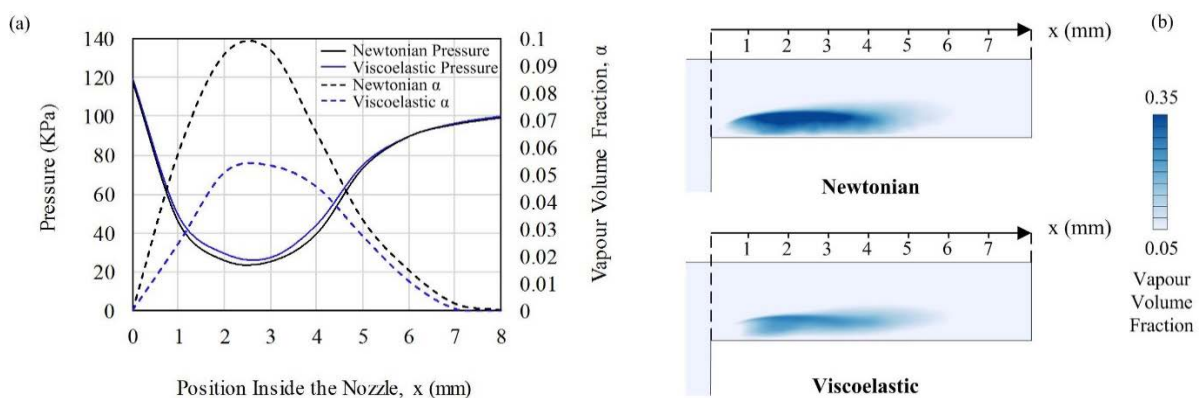 (a)
140
120
100
80
60
40
20
0
Pressure (KPa)
Newtonian Pressure
Viscoelastic Pressure
Newtonian α
Viscoelastic α
0.1
0.09
0.08
0.07
0.06
0.05
0.04
0.03
0.02
0.01
0
Vapour Volume Fraction, α
0 1 2 3 4 5 6 7 8
Position Inside the Nozzle, x (mm)
(b)
x (mm)
1 2 3 4 5 6 7
Newtonian
x (mm)
1 2 3 4 5 6 7
Viscoelastic
0.35
0.05
Vapour
Volume
Fraction